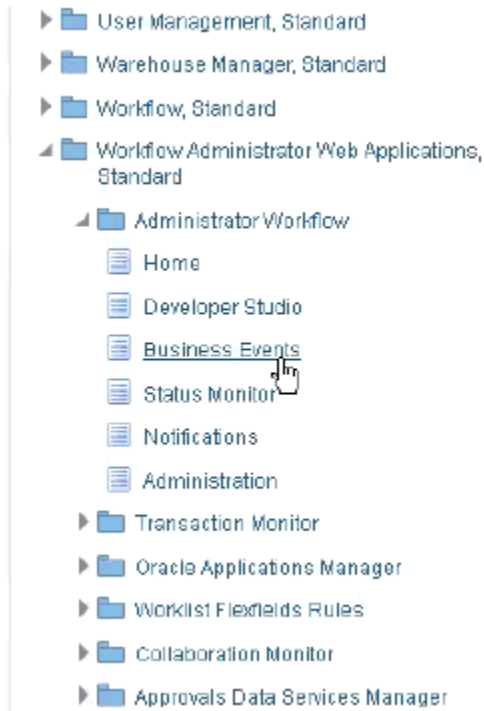 User Management, Standard
Warehouse Manager, Standard
Workflow, Standard
Workflow Administrator Web Applications,
Standard
Administrator Workflow
Home
Developer Studio
Business Events
Status Monitor
Notifications
Administration
Transaction Monitor
Oracle Applications Manager
Worklist Flexfields Rules
Collaboration Monitor
Approvals Data Services Manager